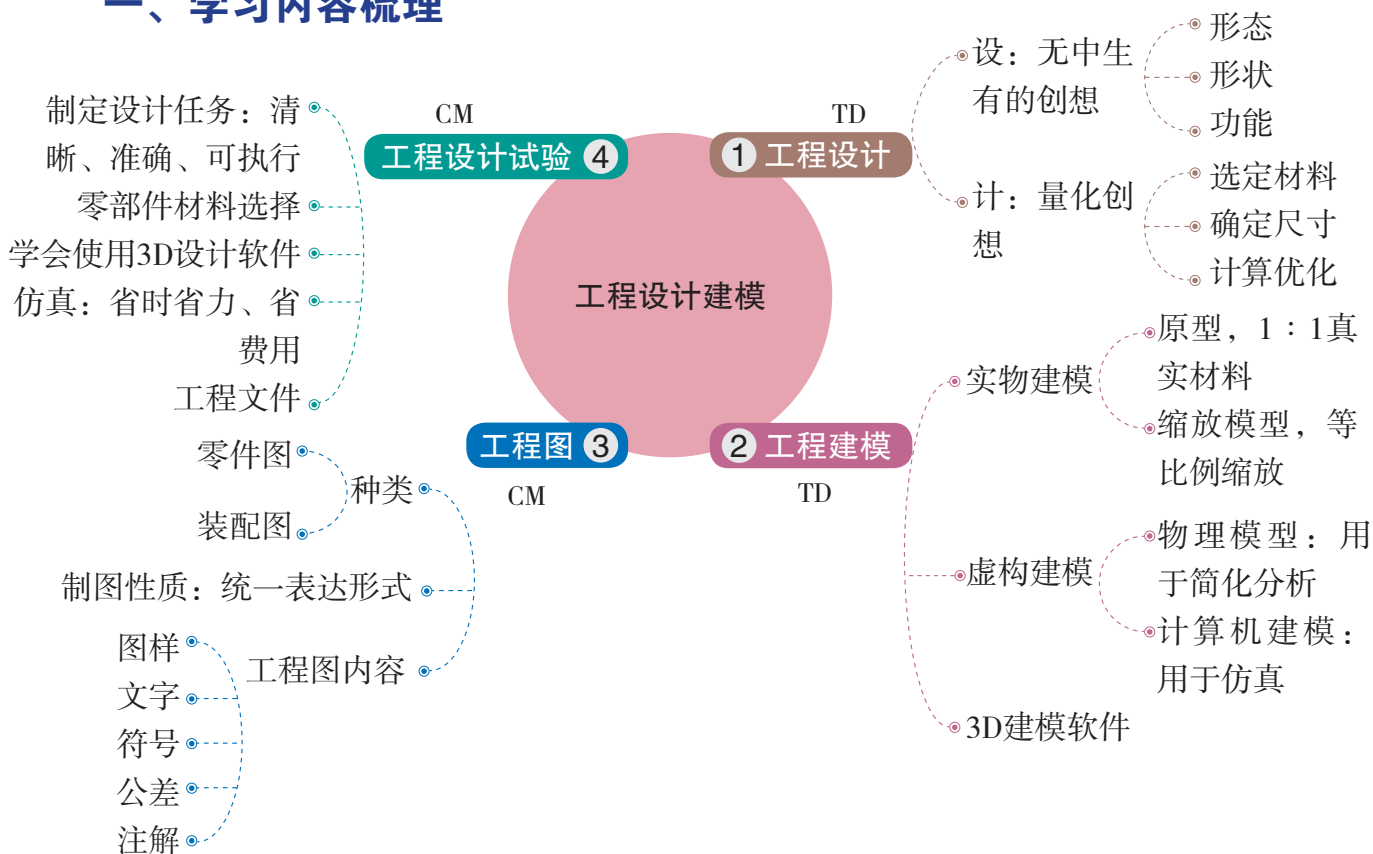 一、学习内容梳理
工程设计建模
TD
1 工程设计
设：无中生
有的创想
形态
形状
功能
计：量化创
想
选定材料
确定尺寸
计算优化
2 工程建模
TD
实物建模
原型，1：1真
实材料
缩放模型，等
比例缩放
虚构建模
物理模型：用
于简化分析
计算机建模：
用于仿真
3D建模软件
工程图 3
CM
种类
零件图
装配图
制图性质：统一表达形式
工程图内容
图样
文字
符号
公差
注解
CM
工程设计试验 4
制定设计任务：清
晰、准确、可执行
零部件材料选择
学会使用3D设计软件
仿真：省时省力、省
费用
工程文件